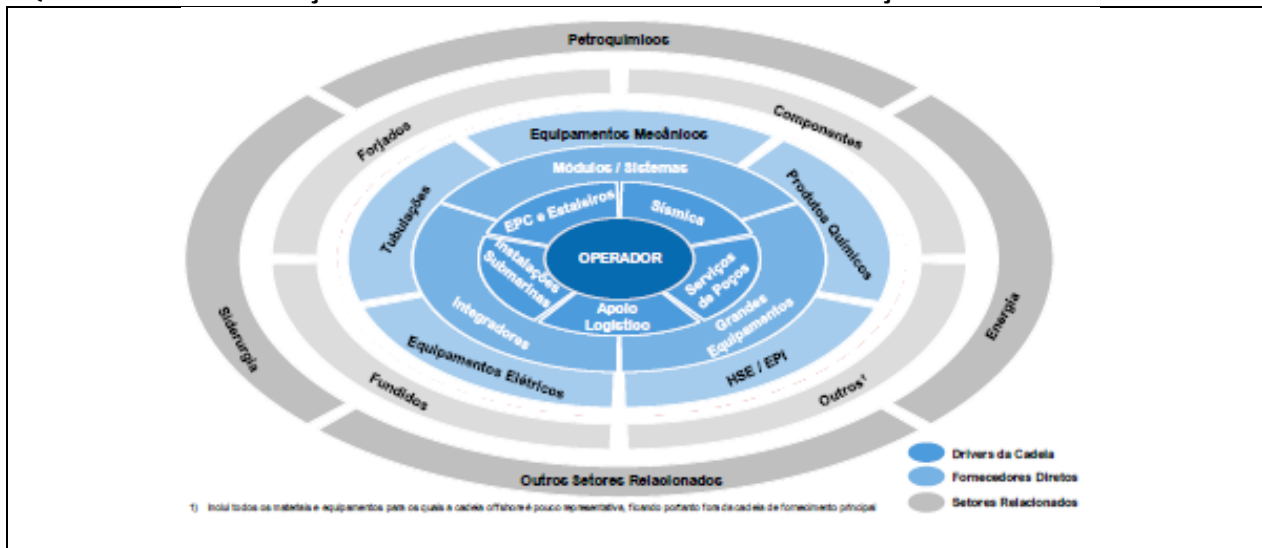 Petroquímicos
Forjados
Componentes
Equipamentos Mecânicos
Módulos / Sistemas
Tubulações
EPC e Estaleiros
Sísmica
Produtos Químicos
OPERADOR
Instalações
Submarinas
Serviços
de Poços
Apoio
Logístico
Integradores
Grandes
Equipamentos
Siderurgia
Energia
Equipamentos Elétricos
HSE / EPI
Fundidos
Outros¹
Outros Setores Relacionados
Drivers da Cadeia
Fornecedores Diretos
Setores Relacionados
1) Inclui todos os materiais e equipamentos para os quais a cadeia offshore é pouco representativa, ficando portanto fora da cadeia de fornecimento principal